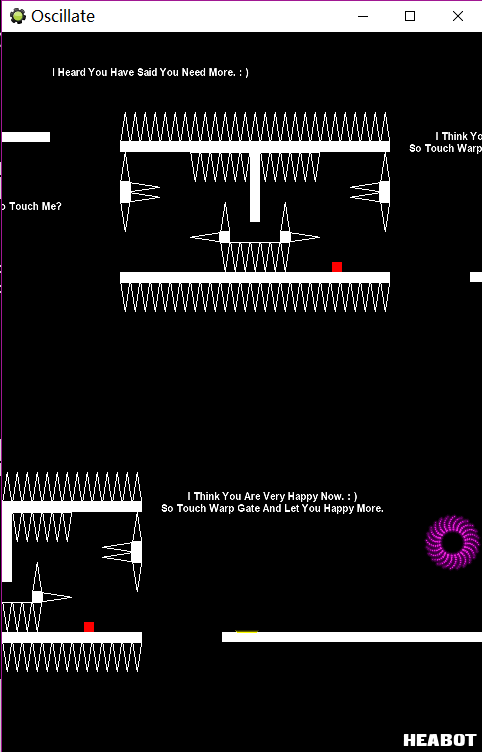 Oscillate
I Heard You Have Said You Need More. : )
I Think
So Touch Warp
Touch Me?
I Think You Are Very Happy Now. : )
So Touch Warp Gate And Let You Happy More.
HEABOT